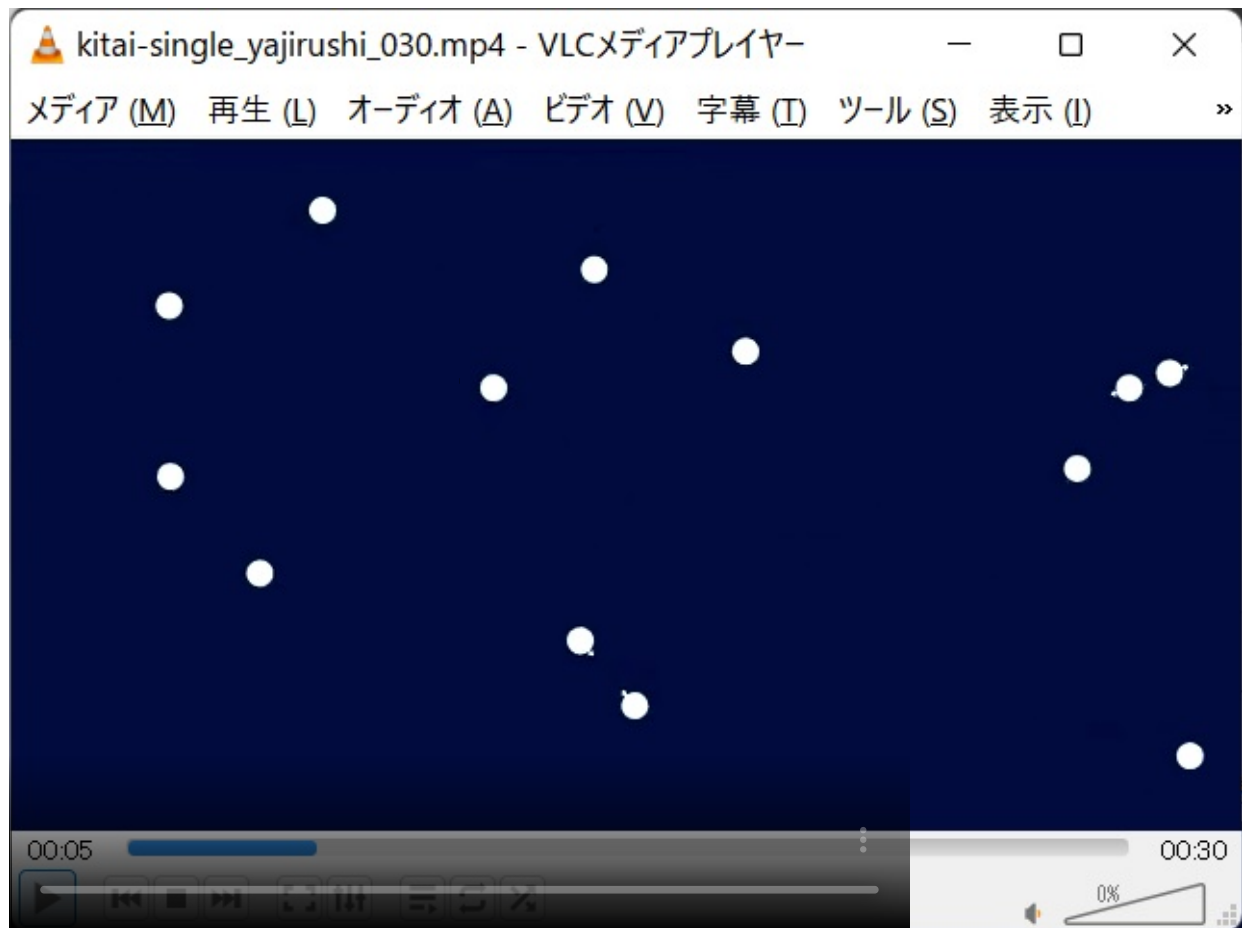 kitai-single_yajirushi_030.mp4 - VLCメディアプレイヤー
メディア (M) 再生 (L) オーディオ (A) ビデオ (V) 字幕 (T) ツール (S) 表示 (I) »
00:05 00:30
0%